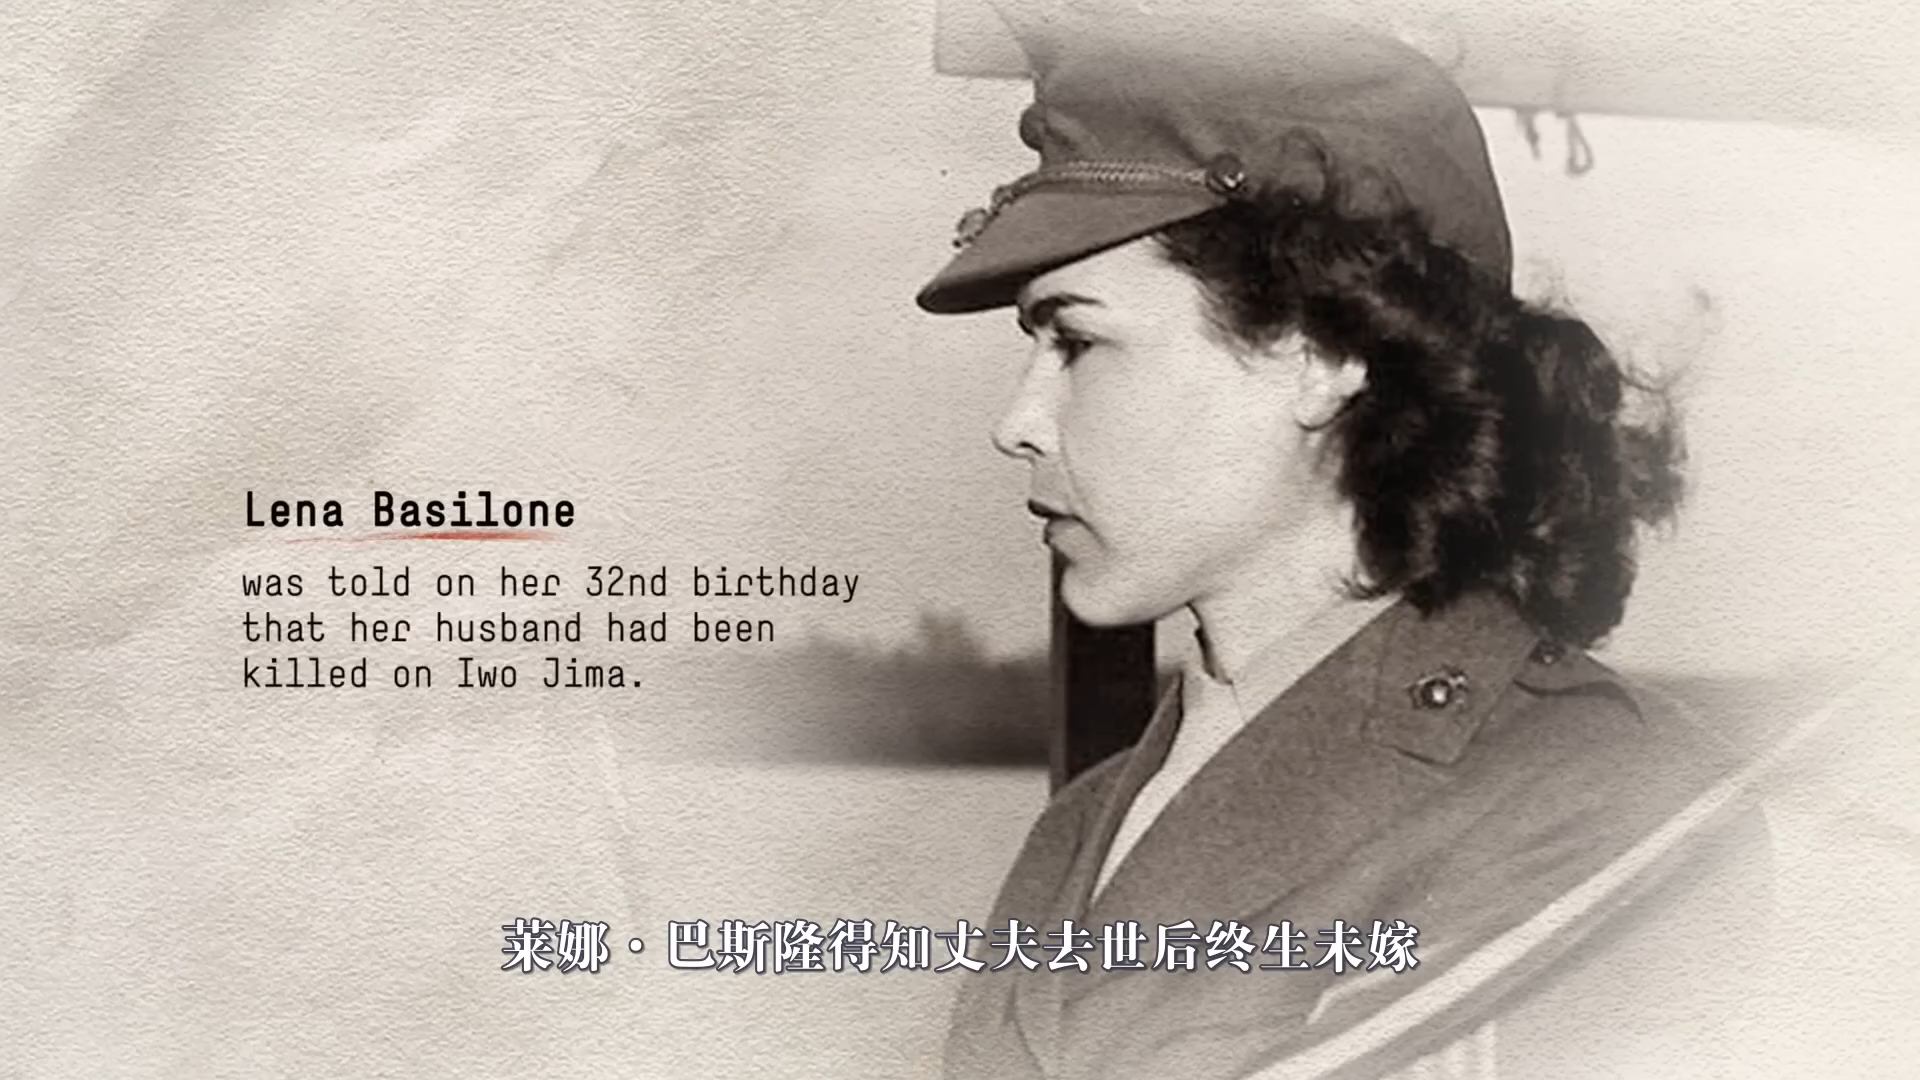 Lena Basilone
was told on her 32nd birthday
that her husband had been
killed on Iwo Jima.
莱娜·巴斯隆得知丈夫去世后终生未嫁